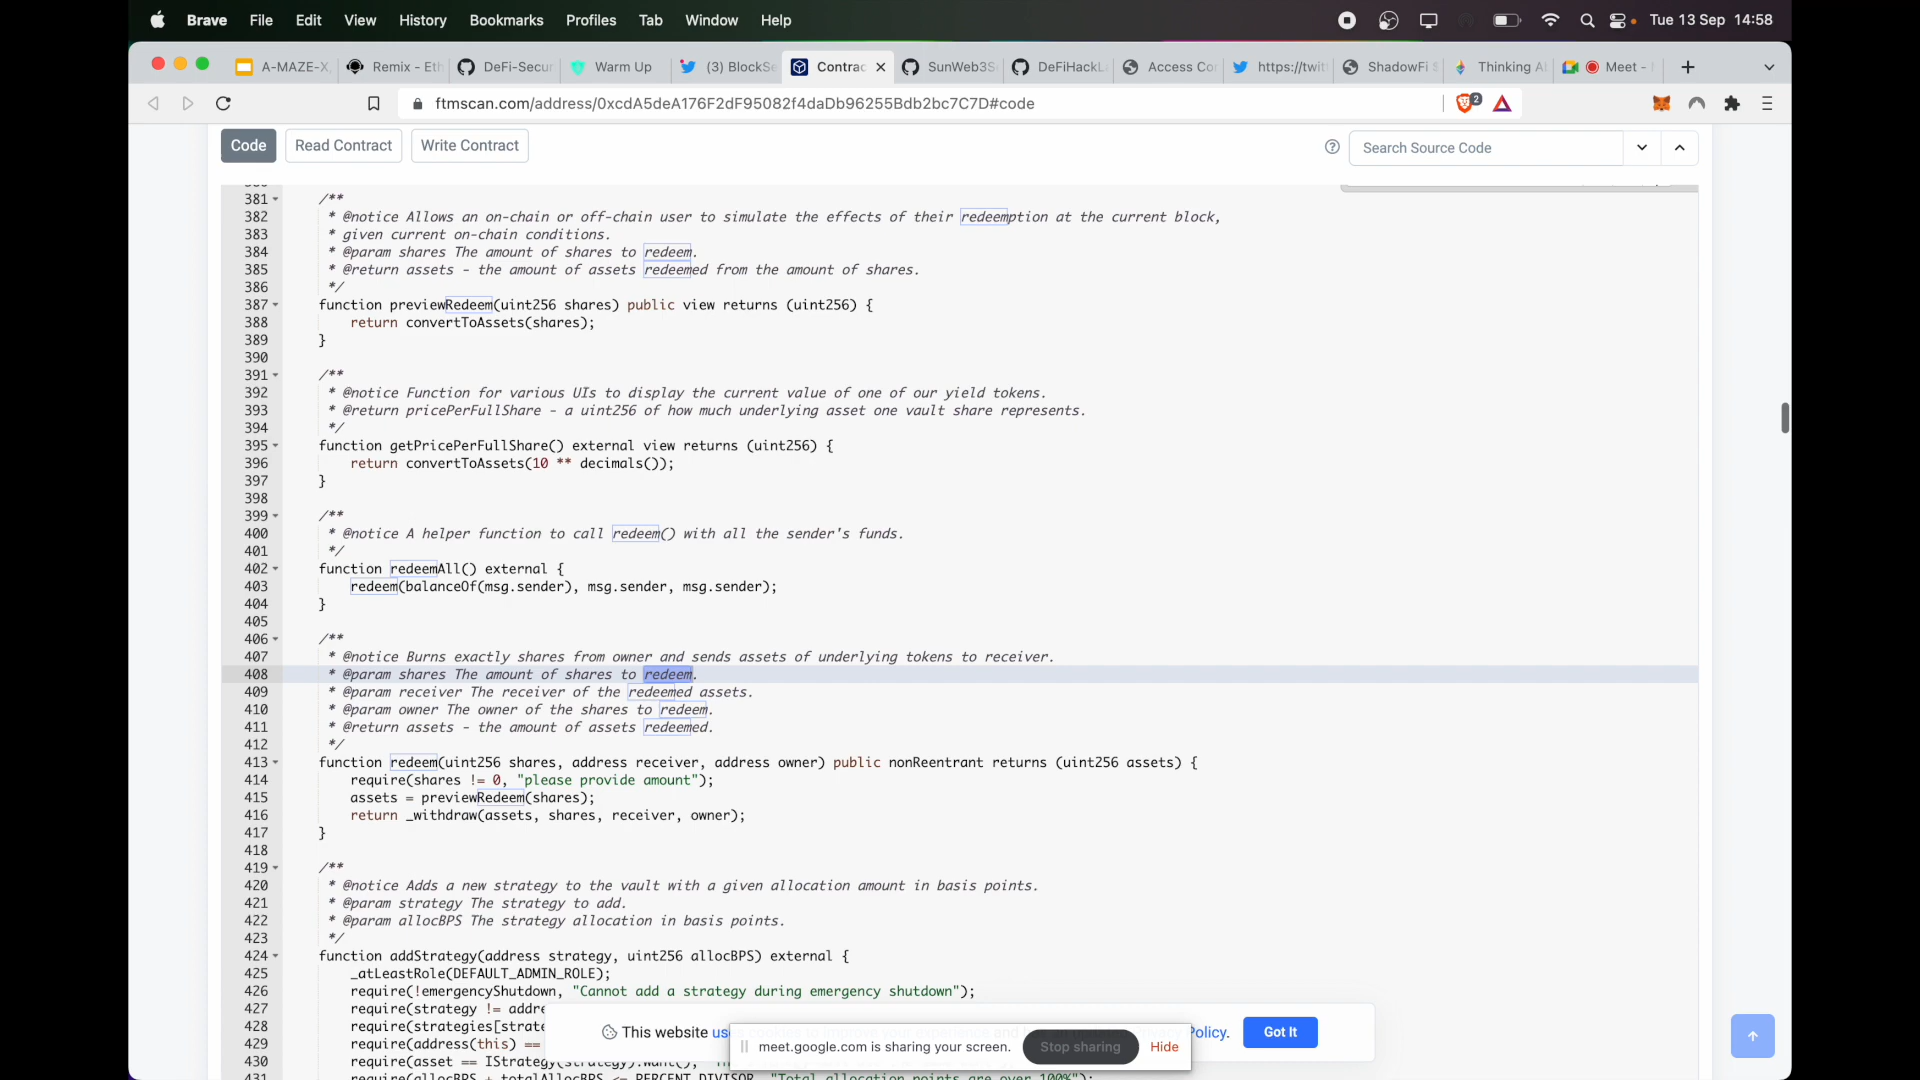 Brave File Edit View History Bookmarks Profiles Tab Window Help Tue 13 Sep 14:58
A-MAZE-X Remix - Eth DeFi-Secur Warm Up (3) BlockSe Contrac SunWeb3S DeFiHackL Access Co https://twit ShadowFi Thinking A Meet -
ftmscan.com/address/0xcdA5deA176F2dF95082f4daDb96255Bdb2bc7C7D#code 2
Code Read Contract Write Contract Search Source Code
381 /**
382 * @notice Allows an on-chain or off-chain user to simulate the effects of their redeemption at the current block,
383 * given current on-chain conditions.
384 * @param shares The amount of shares to redeem.
385 * @return assets - the amount of assets redeemed from the amount of shares.
386 */
387 function previewRedeem(uint256 shares) public view returns (uint256) {
388 return convertToAssets(shares);
389 }
390
391 /**
392 * @notice Function for various UIs to display the current value of one of our yield tokens.
393 * @return pricePerFullShare - a uint256 of how much underlying asset one vault share represents.
394 */
395 function getPricePerFullShare() external view returns (uint256) {
396 return convertToAssets(10 ** decimals());
397 }
398
399 /**
400 * @notice A helper function to call redeem() with all the sender's funds.
401 */
402 function redeemAll() external {
403 redeem(balanceOf(msg.sender), msg.sender, msg.sender);
404 }
405
406 /**
407 * @notice Burns exactly shares from owner and sends assets of underlying tokens to receiver.
408 * @param shares The amount of shares to redeem.
409 * @param receiver The receiver of the redeemed assets.
410 * @param owner The owner of the shares to redeem.
411 * @return assets - the amount of assets redeemed.
412 */
413 function redeem(uint256 shares, address receiver, address owner) public nonReentrant returns (uint256 assets) {
414 require(shares != 0, "please provide amount");
415 assets = previewRedeem(shares);
416 return _withdraw(assets, shares, receiver, owner);
417 }
418
419 /**
420 * @notice Adds a new strategy to the vault with a given allocation amount in basis points.
421 * @param strategy The strategy to add.
422 * @param allocBPS The strategy allocation in basis points.
423 */
424 function addStrategy(address strategy, uint256 allocBPS) external {
425 _atLeastRole(DEFAULT_ADMIN_ROLE);
426 require(!emergencyShutdown, "Cannot add a strategy during emergency shutdown");
427 require(strategy != addre
428 require(strategies[strate
429 require(address(this) ==
430 require(asset == IStrategy(strategy).want(),
431 require(allocBPS + totalAllocBPS <= PERCENT_DIVISOR, "Total allocation points are over 100%");
This website us Policy. Got It
meet.google.com is sharing your screen. Stop sharing Hide